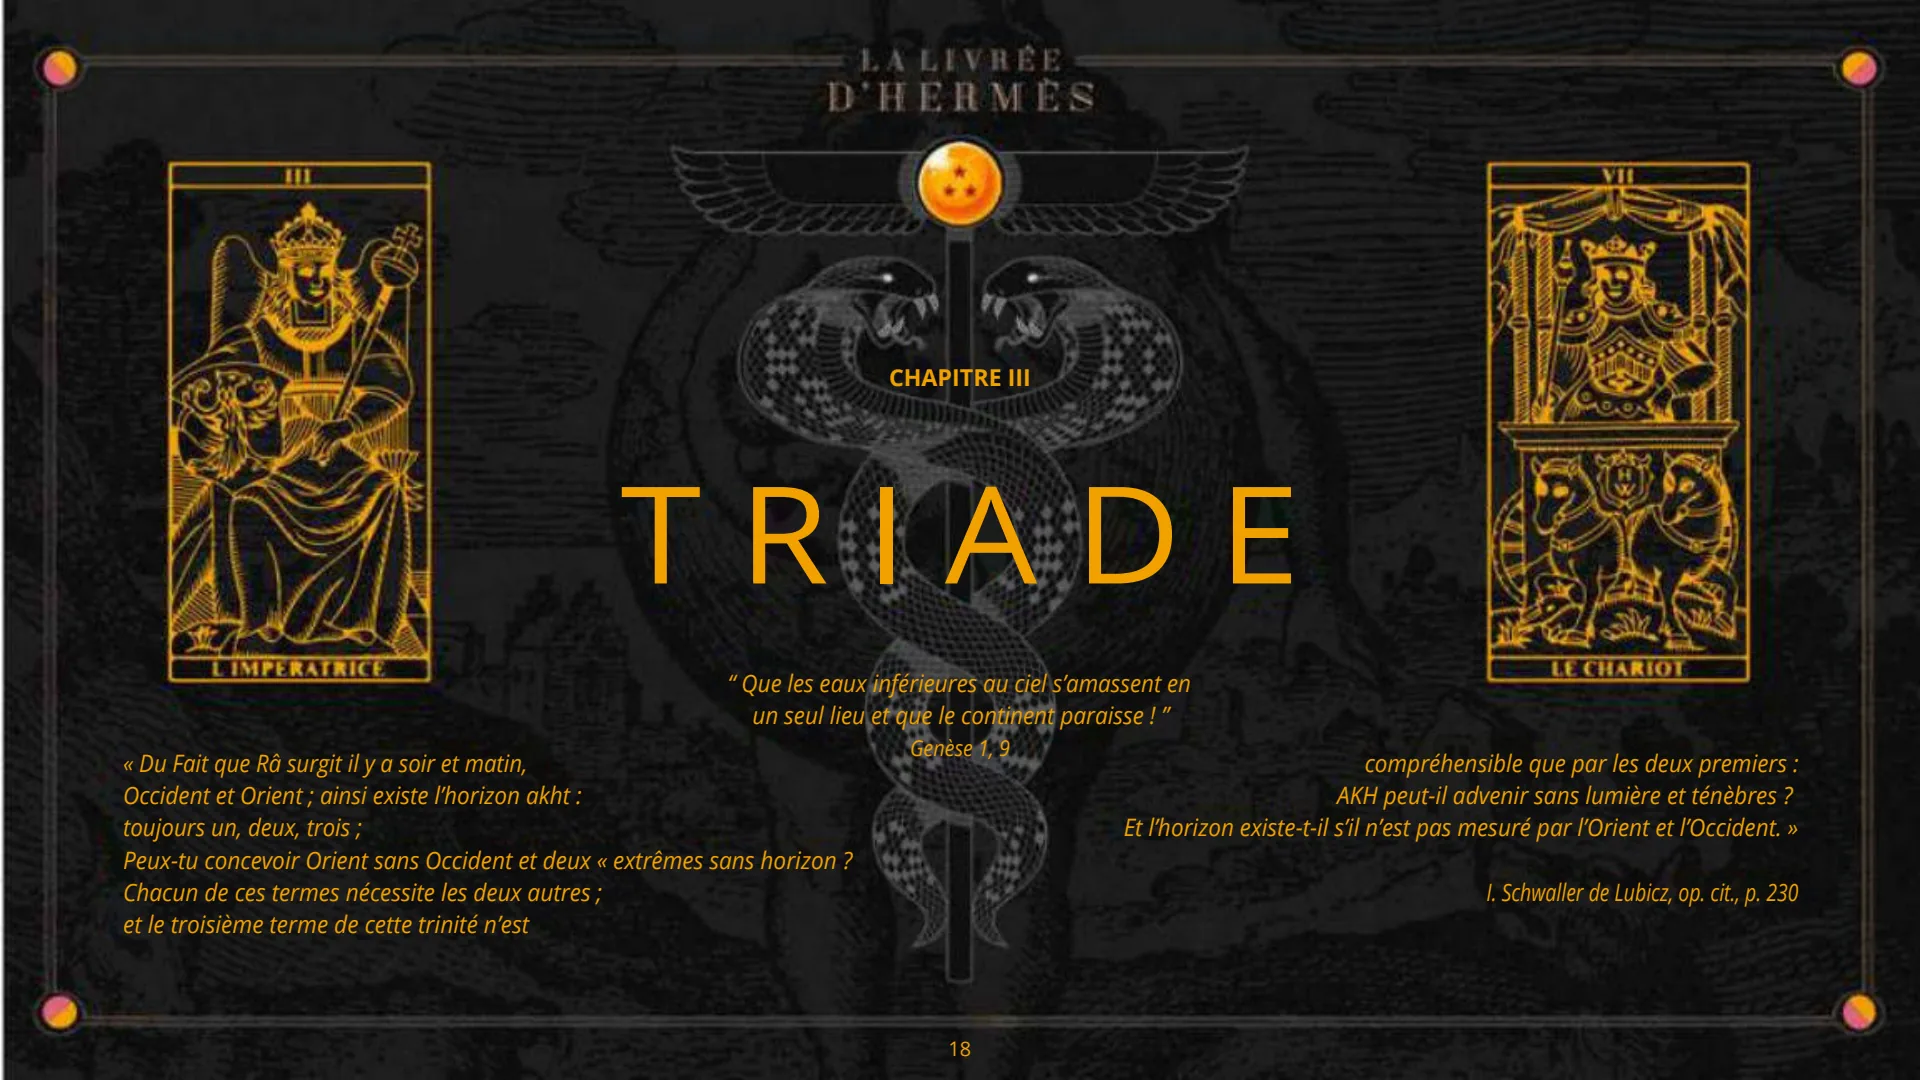 LA LIVRÉE
D'HERMÈS
III
L IMPERATRICE
VII
H
W
LE CHARIOT
CHAPITRE III
TRIADE
“ Que les eaux inférieures au ciel s’amassent en
un seul lieu et que le continent paraisse ! ”
Genèse 1, 9
« Du Fait que Râ surgit il y a soir et matin,
Occident et Orient ; ainsi existe l’horizon akht :
toujours un, deux, trois ;
Peux-tu concevoir Orient sans Occident et deux « extrêmes sans horizon ?
Chacun de ces termes nécessite les deux autres ;
et le troisième terme de cette trinité n’est
compréhensible que par les deux premiers :
AKH peut-il advenir sans lumière et ténèbres ?
Et l’horizon existe-t-il s’il n’est pas mesuré par l’Orient et l’Occident. »
I. Schwaller de Lubicz, op. cit., p. 230
18